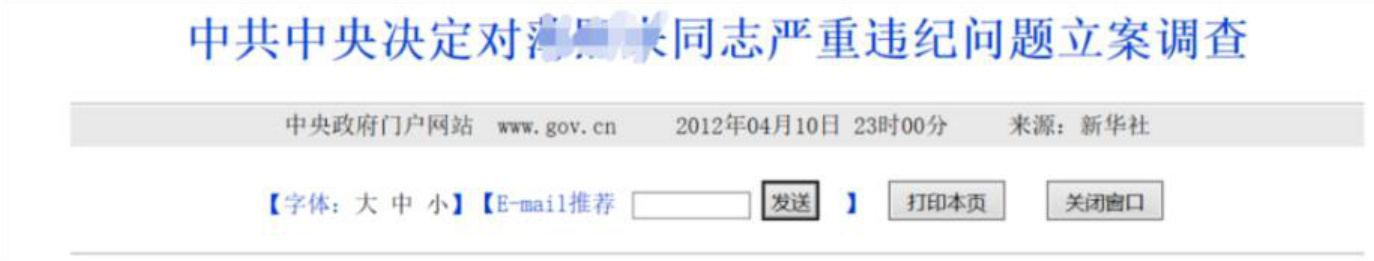 中共中央决定对同志严重违纪问题立案调查
中央政府门户网站 www.gov.cn 2012年04月10日 23时00分 来源：新华社
【字体：大 中 小】【E-mail推荐 发送 】 打印本页 关闭窗口